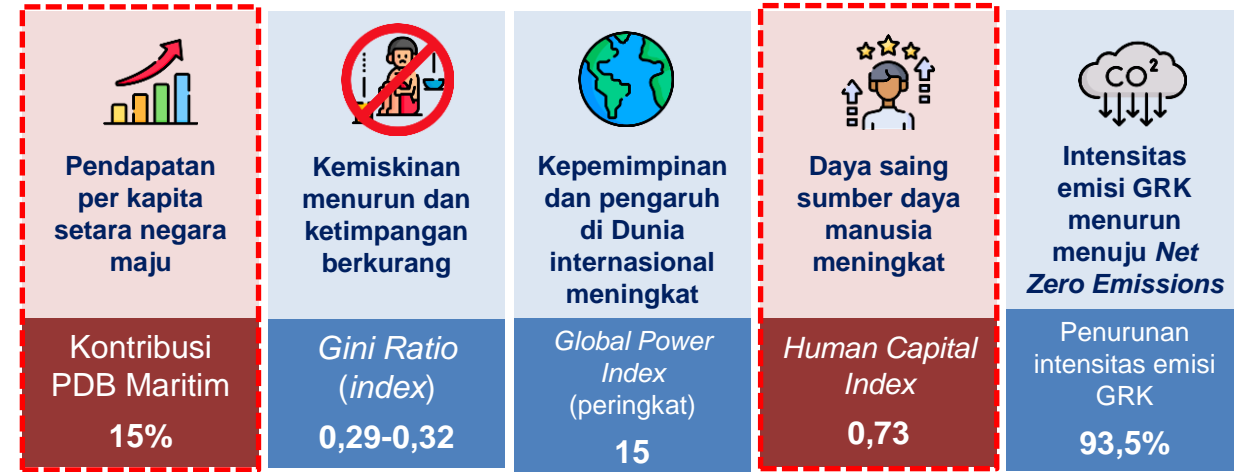 Pendapatan
per kapita
setara negara
maju
Kontribusi
PDB Maritim
15%
Kemiskinan
menurun dan
ketimpangan
berkurang
Gini Ratio
(index)
0,29-0,32
Kepemimpinan
dan pengaruh
di Dunia
internasional
meningkat
Global Power
Index
(peringkat)
15
Daya saing
sumber daya
manusia
meningkat
Human Capital
Index
0,73
CO²
Intensitas
emisi GRK
menurun
menuju Net
Zero Emissions
Penurunan
intensitas emisi
GRK
93,5%